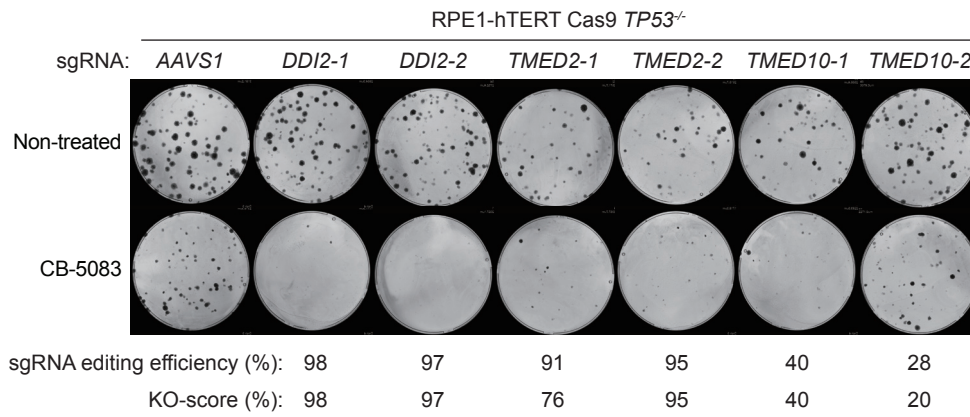 RPE1-hTERT Cas9 TP53-/-
sgRNA: AAVS1 DDI2-1 DDI2-2 TMED2-1 TMED2-2 TMED10-1 TMED10-2
Non-treated
CB-5083
sgRNA editing efficiency (%): 98 97 91 95 40 28
KO-score (%): 98 97 76 95 40 20